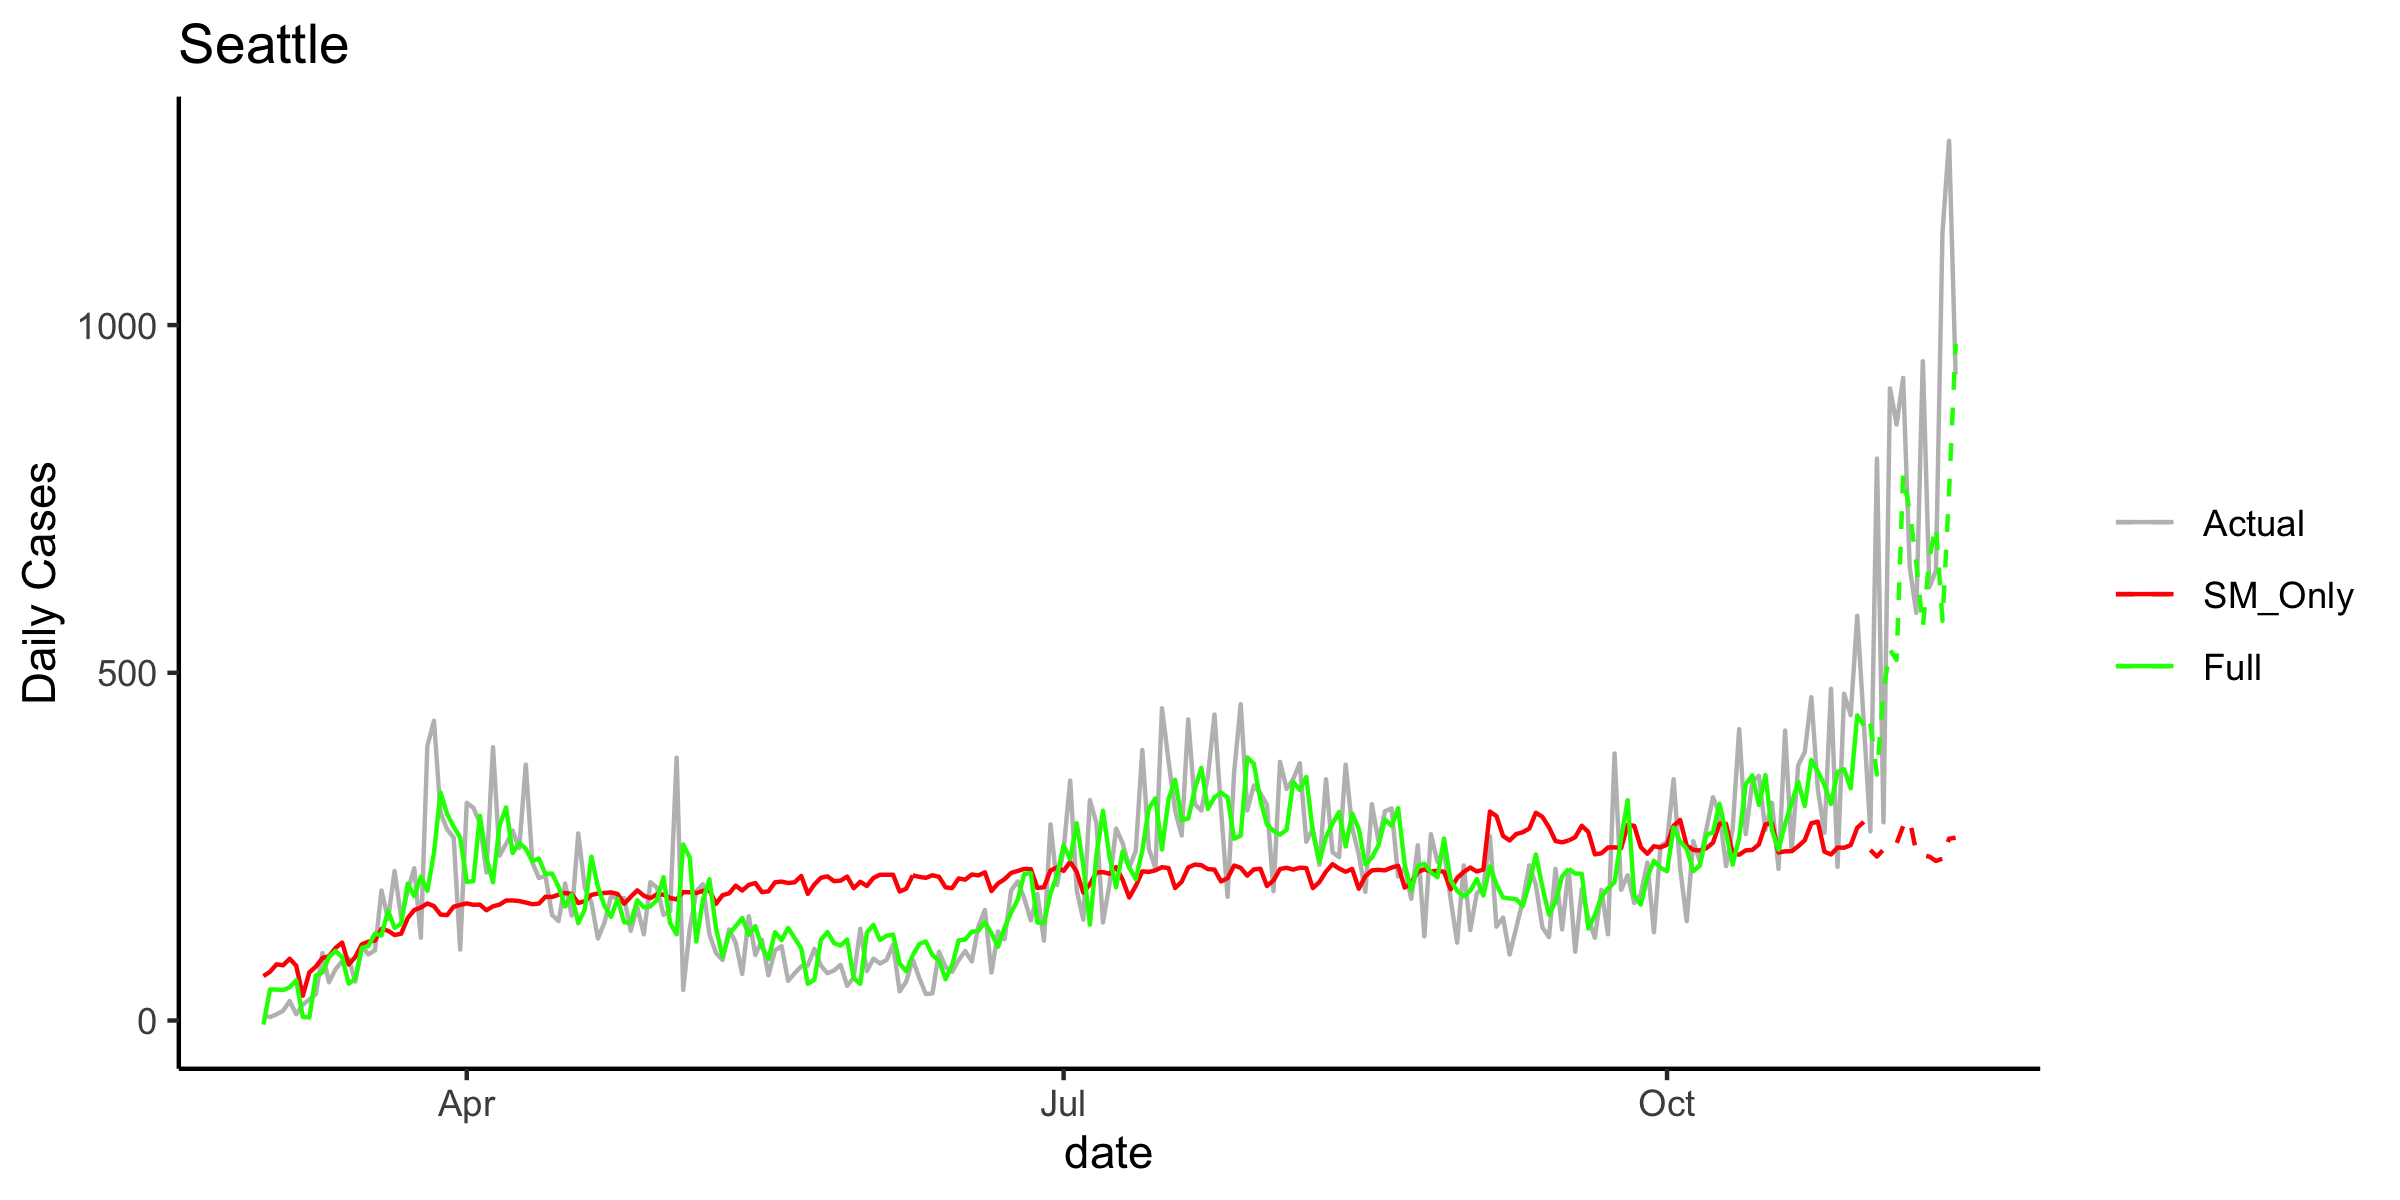 Seattle
Daily Cases
1000
500
0
Apr
Jul
Oct
date
Actual
SM_Only
Full